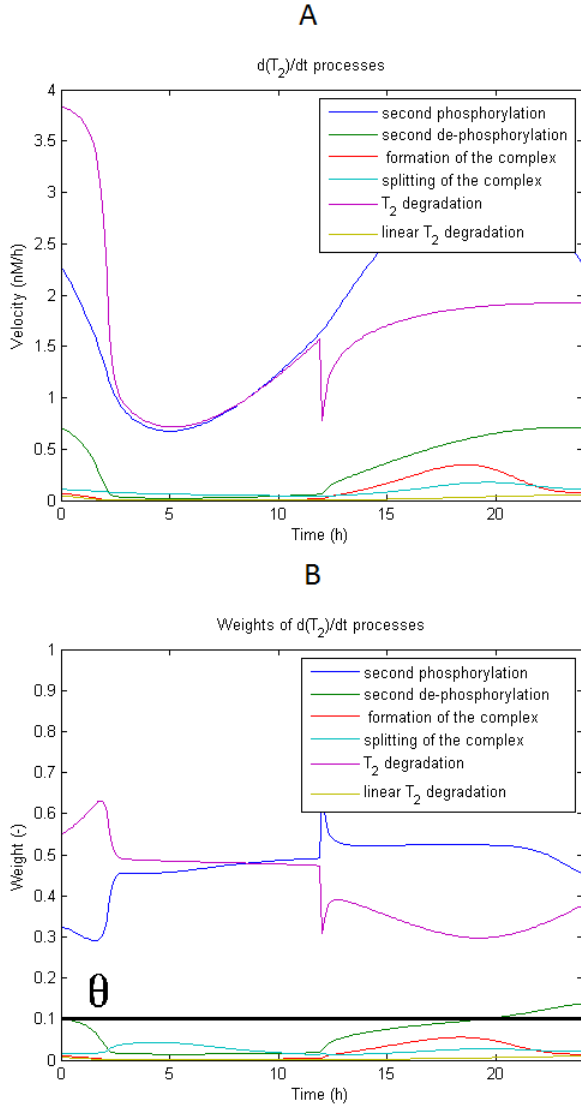 A
d(T₂)/dt processes
4
3.5
3
2.5
2
1.5
1
0.5
0
Velocity (nM/h)
second phosphorylation
second de-phosphorylation
formation of the complex
splitting of the complex
T₂ degradation
linear T₂ degradation
0 5 10 15 20
Time (h)
B
Weights of d(T₂)/dt processes
1
0.9
0.8
0.7
0.6
0.5
0.4
0.3
0.2
0.1
0
Weight (-)
second phosphorylation
second de-phosphorylation
formation of the complex
splitting of the complex
T₂ degradation
linear T₂ degradation
θ
0 5 10 15 20
Time (h)